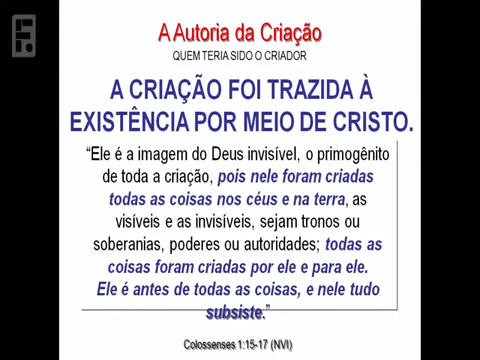 F.
A Autoria da Criação
QUEM TERIA SIDO O CRIADOR
A CRIAÇÃO FOI TRAZIDA À
EXISTÊNCIA POR MEIO DE CRISTO.
“Ele é a imagem do Deus invisível, o primogênito
de toda a criação, pois nele foram criadas
todas as coisas nos céus e na terra, as
visíveis e as invisíveis, sejam tronos ou
soberanias, poderes ou autoridades; todas as
coisas foram criadas por ele e para ele.
Ele é antes de todas as coisas, e nele tudo
subsiste.”
Colossenses 1:15-17 (NVI)